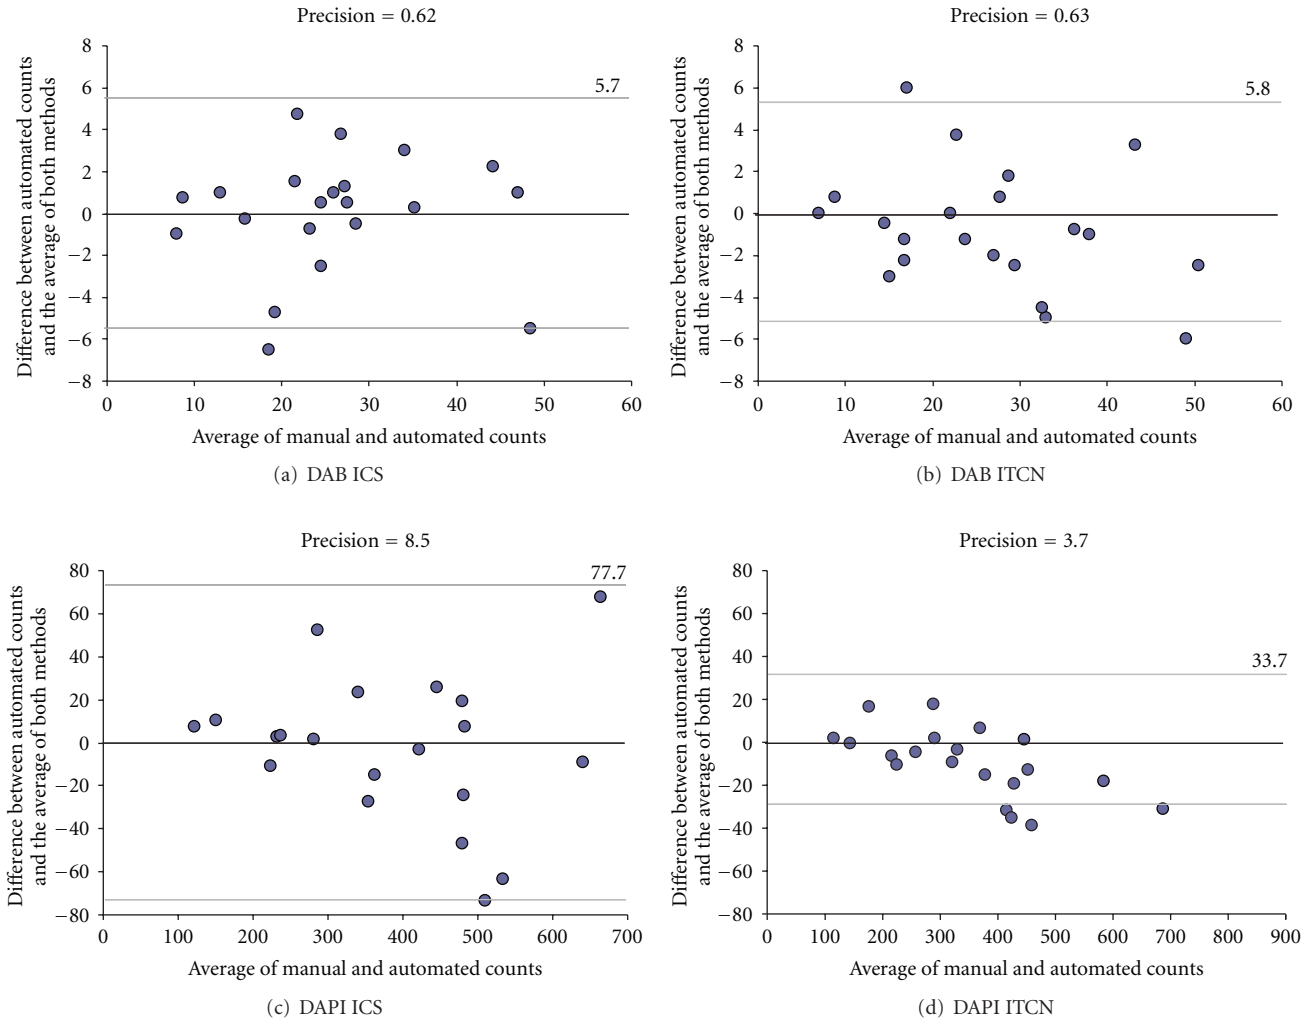 Precision = 0.62
Difference between automated counts
and the average of both methods
8
6
4
2
0
−2
−4
−6
−8
5.7
0 10 20 30 40 50 60
Average of manual and automated counts
(a) DAB ICS
Precision = 0.63
Difference between automated counts
and the average of both methods
8
6
4
2
0
−2
−4
−6
−8
5.8
0 10 20 30 40 50 60
Average of manual and automated counts
(b) DAB ITCN
Precision = 8.5
Difference between automated counts
and the average of both methods
80
60
40
20
0
−20
−40
−60
−80
77.7
0 100 200 300 400 500 600 700
Average of manual and automated counts
(c) DAPI ICS
Precision = 3.7
Difference between automated counts
and the average of both methods
80
60
40
20
0
−20
−40
−60
−80
33.7
0 100 200 300 400 500 600 700 800 900
Average of manual and automated counts
(d) DAPI ITCN